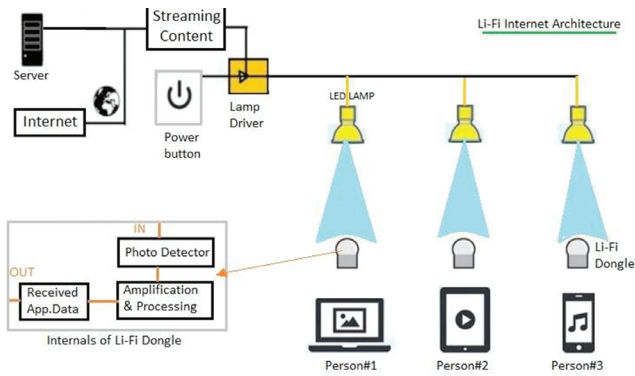 Streaming
Content
Li-Fi Internet Architecture
Server
Internet
Power
button
Lamp
Driver
LED LAMP
Li-Fi
Dongle
IN
Photo Detector
OUT
Received
App.Data
Amplification
& Processing
Internals of Li-Fi Dongle
Person#1
Person#2
Person#3